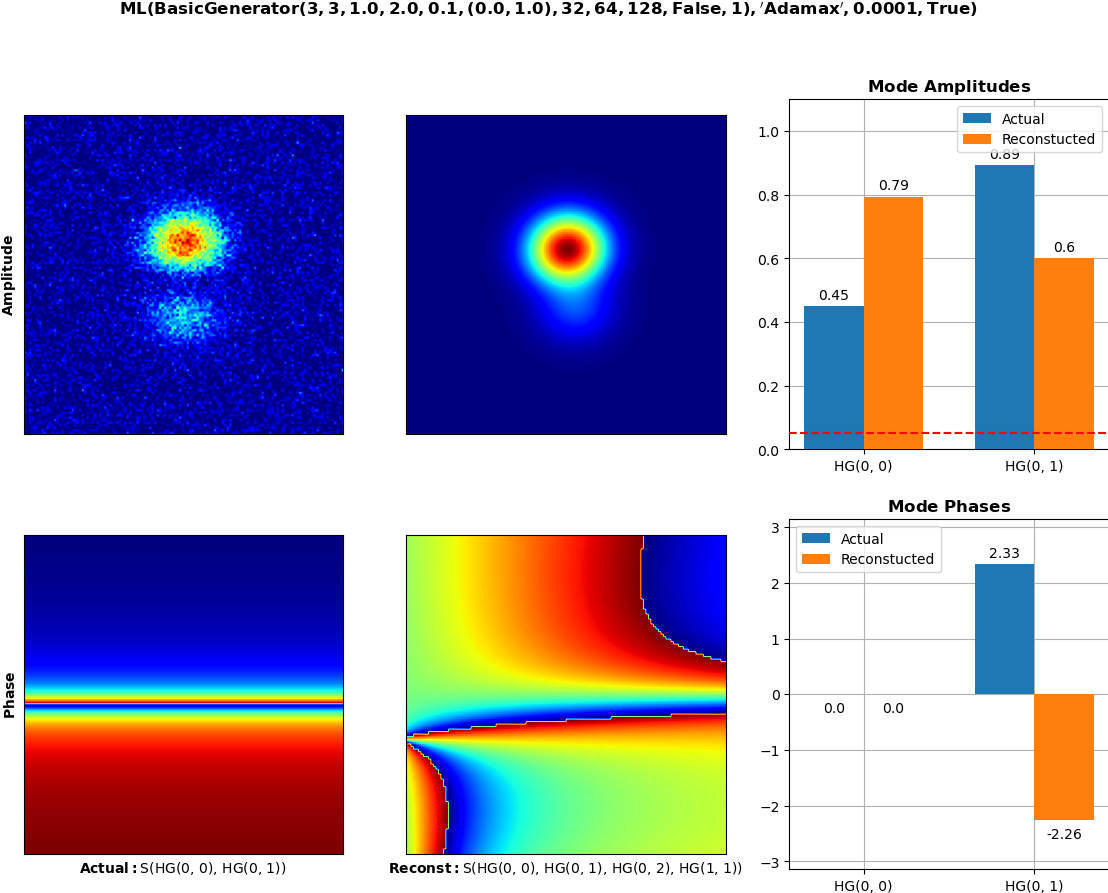 ML(BasicGenerator(3, 3, 1.0, 2.0, 0.1, (0.0, 1.0), 32, 64, 128, False, 1), 'Adamax', 0.0001, True)
Amplitude
Mode Amplitudes
Actual
Reconstucted
1.0
0.8
0.6
0.4
0.2
0.0
0.45
0.79
0.89
0.6
HG(0, 0)
HG(0, 1)
Phase
Actual: S(HG(0, 0), HG(0, 1))
Reconst: S(HG(0, 0), HG(0, 1), HG(0, 2), HG(1, 1))
Mode Phases
Actual
Reconstucted
3
2
1
0
−1
−2
−3
0.0
0.0
2.33
-2.26
HG(0, 0)
HG(0, 1)